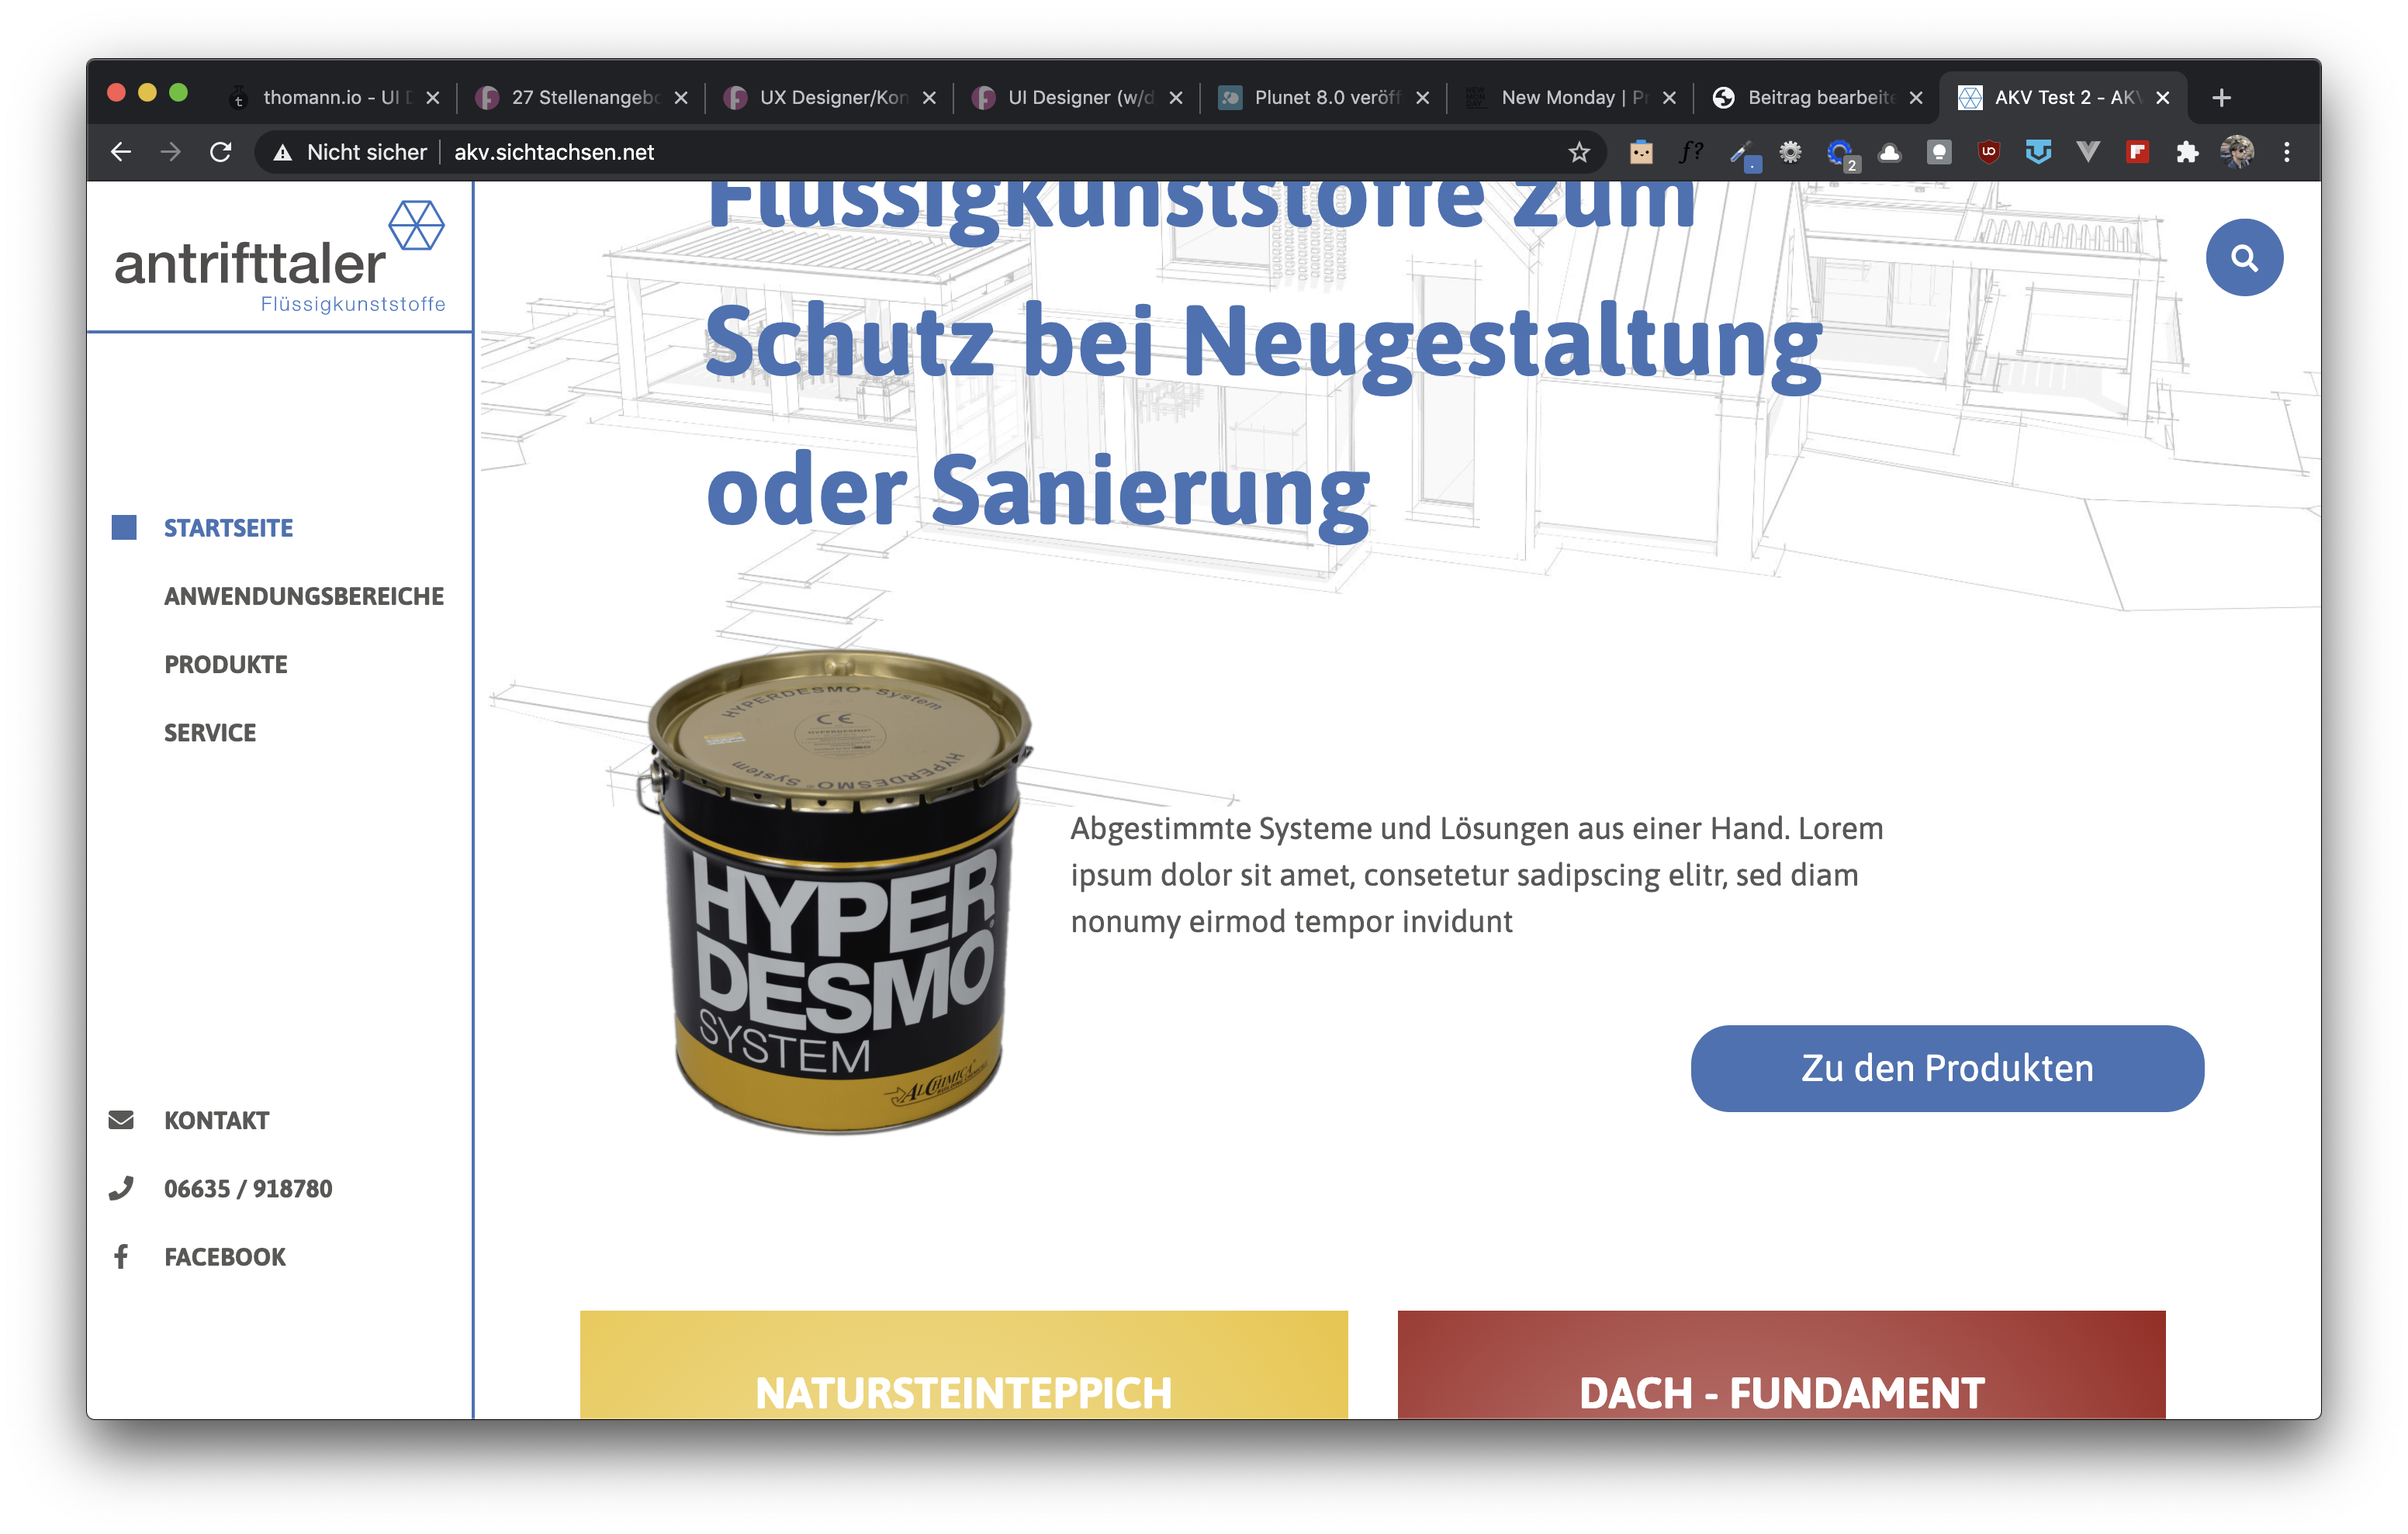 thomann.io - UI D
27 Stellenangebo
UX Designer/Kon
UI Designer (w/d
Plunet 8.0 veröff
New Monday | Pr
Beitrag bearbeite
AKV Test 2 - AKV
Nicht sicher
akv.sichtachsen.net
2
antrifttaler
Flüssigkunststoffe
STARTSEITE
ANWENDUNGSBEREICHE
PRODUKTE
SERVICE
KONTAKT
06635 / 918780
FACEBOOK
Flüssigkunststoffe zum
Schutz bei Neugestaltung
oder Sanierung
HYPERDESMO® System
CE
HYPERDESMO® System
HYPER
DESMO®
SYSTEM
ALCHIMICA
Abgestimmte Systeme und Lösungen aus einer Hand. Lorem
ipsum dolor sit amet, consetetur sadipscing elitr, sed diam
nonumy eirmod tempor invidunt
Zu den Produkten
NATURSTEINTEPPICH
DACH - FUNDAMENT